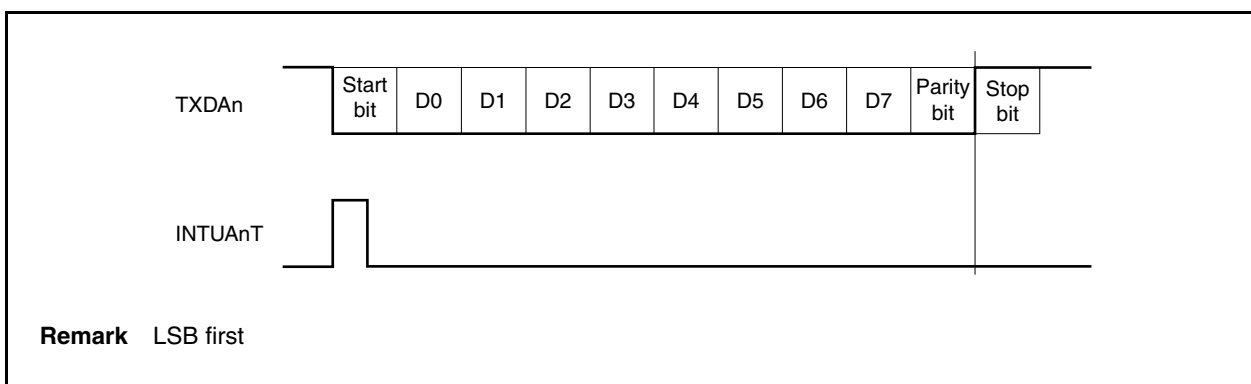 TXDAn
Start bit
D0
D1
D2
D3
D4
D5
D6
D7
Parity bit
Stop bit
INTUAnT
Remark LSB first